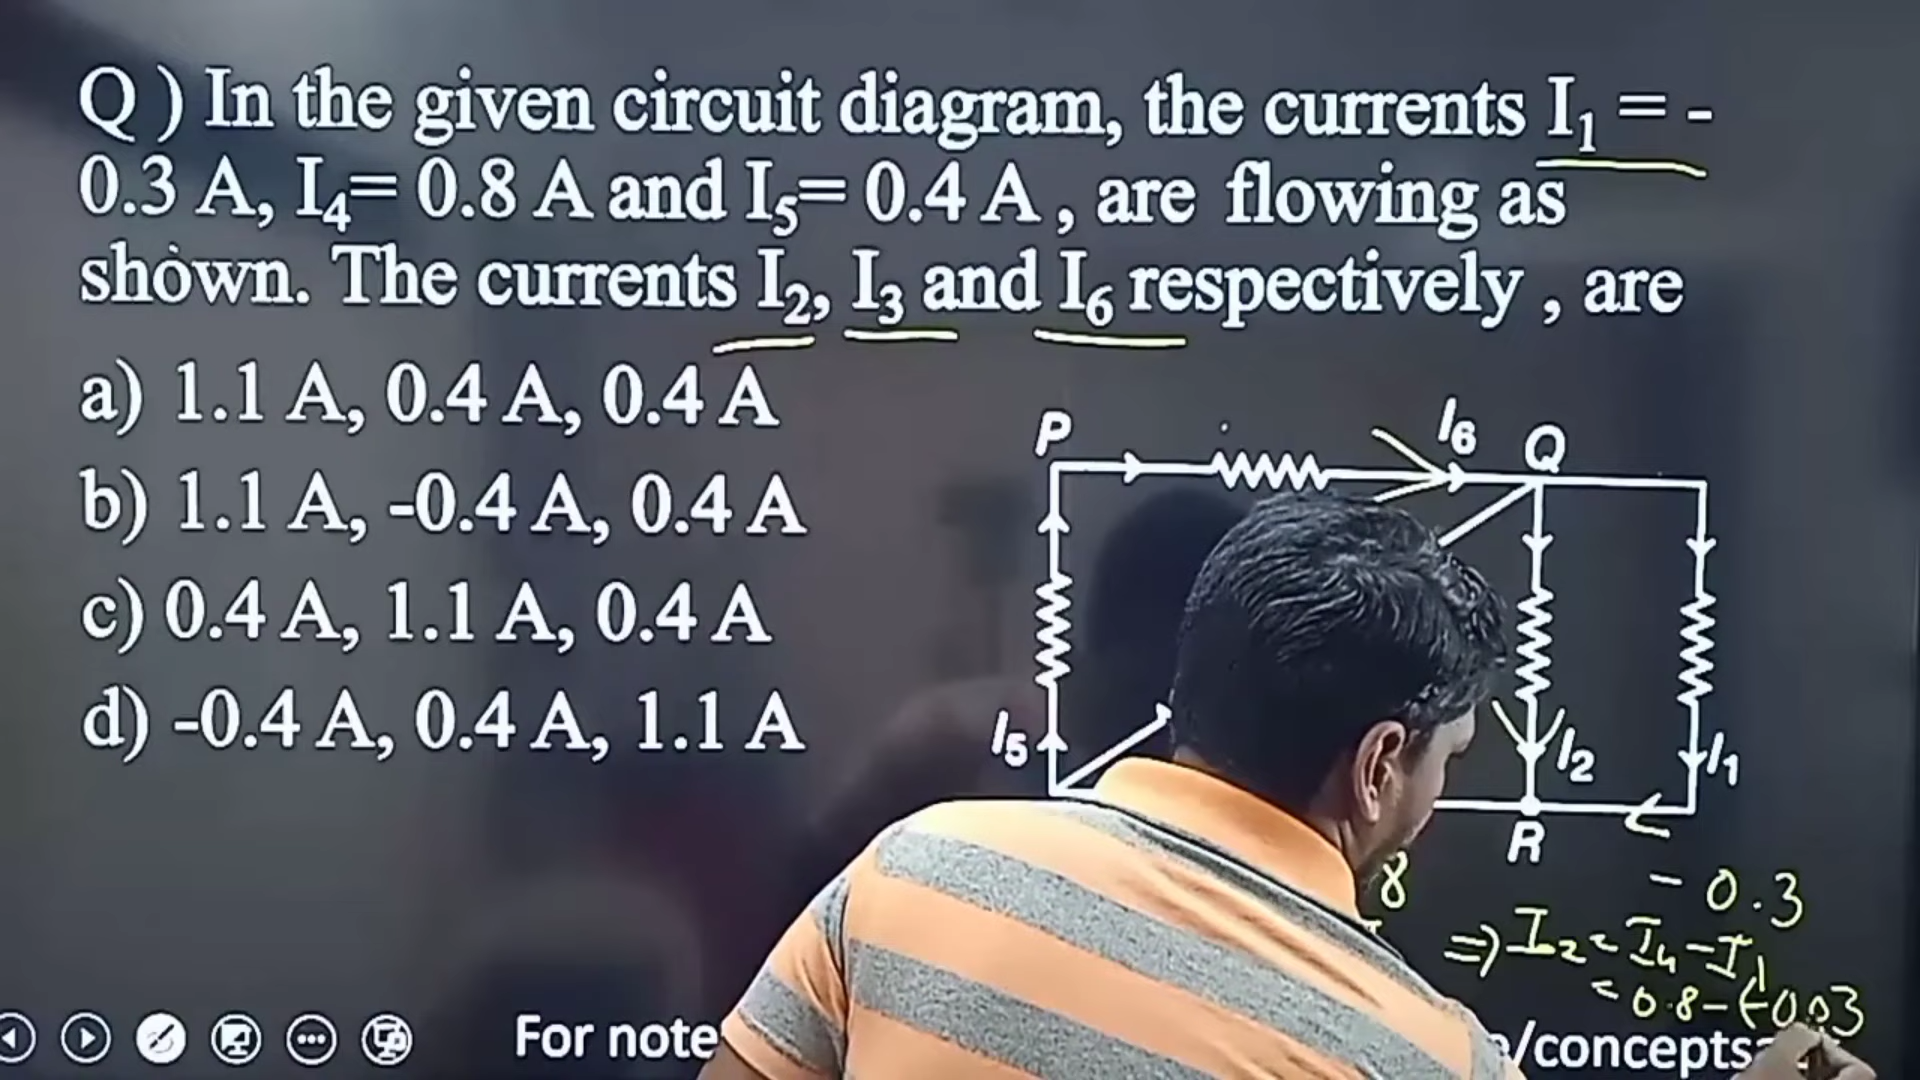 Q ) In the given circuit diagram, the currents I₁ = -
0.3 A, I₄= 0.8 A and I₅= 0.4 A , are flowing as
shown. The currents I₂, I₃ and I₆ respectively , are
a) 1.1 A, 0.4 A, 0.4 A
b) 1.1 A, -0.4 A, 0.4 A
c) 0.4 A, 1.1 A, 0.4 A
d) -0.4 A, 0.4 A, 1.1 A
P
I₆
Q
I₅
I₂
I₁
R
8
- 0.3
⇒ I₂ = I₄ - I₁
= 0.8 - (-0.3
For note
/concepts